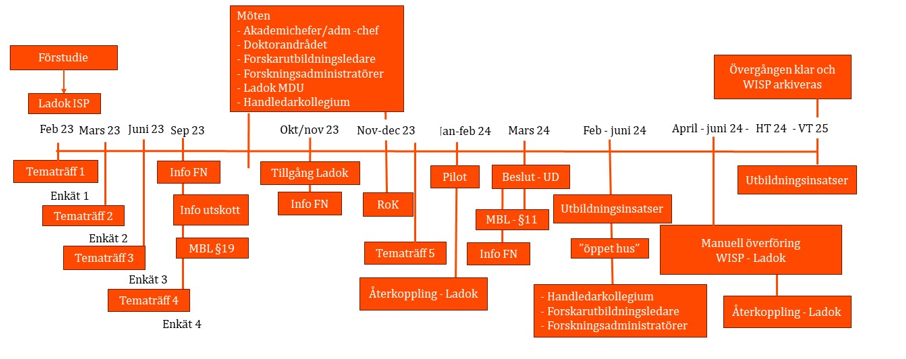 Möten
- Akademichefer/adm -chef
- Doktorandrådet
- Forskarutbildningsledare
- Forskningsadministratörer
- Ladok MDU
- Handledarkollegium
Förstudie
Ladok ISP
Övergången klar och
WISP arkiveras
Feb 23
Mars 23
Juni 23
Sep 23
Okt/nov 23
Nov-dec 23
Jan-feb 24
Mars 24
Feb - juni 24
April - juni 24 - HT 24 - VT 25
Tematräff 1
Enkät 1
Tematräff 2
Enkät 2
Tematräff 3
Enkät 3
Tematräff 4
Enkät 4
Info FN
Info utskott
MBL §19
Tillgång Ladok
Info FN
RoK
Tematräff 5
Pilot
Återkoppling - Ladok
Beslut - UD
MBL - §11
Info FN
Utbildningsinsatser
"öppet hus"
- Handledarkollegium
- Forskarutbildningsledare
- Forskningsadministratörer
Utbildningsinsatser
Manuell överföring
WISP - Ladok
Återkoppling - Ladok